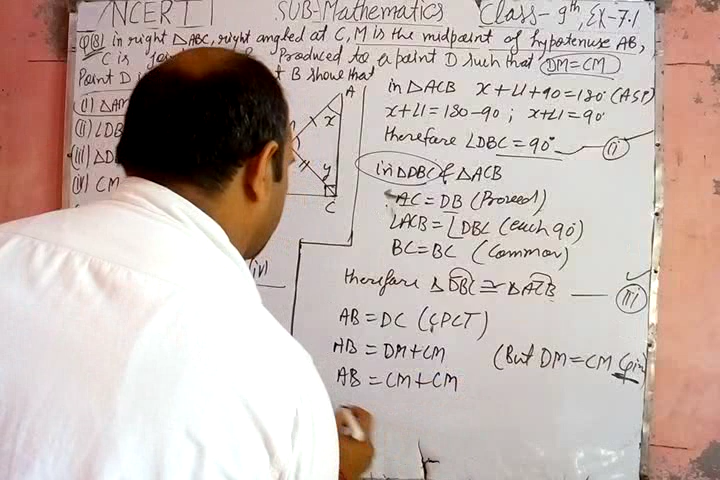 NCERT SUB-Mathematics Class-9th, EX-7.1
Q(8) in right △ABC, right angled at C, M is the midpoint of hypotenuse AB,
C is produced to a point D such that DM=CM
Point D is B show that
(i) △AM
(ii) ∠DB
(iii) △D
(iv) CM
A
x
y
C
(iv)
in △ACB x+∠1+90=180° (ASP)
x+∠1=180-90 ; x+∠1=90°
therefore ∠DBC=90° (ii)
in △DBC & △ACB
AC=DB (Proved)
∠ACB=∠DBC (each 90)
BC=BC (Common)
therefore △DBC≅△ACB (iii)
AB=DC (CPCT)
AB=DM+CM (But DM=CM
AB=CM+CM